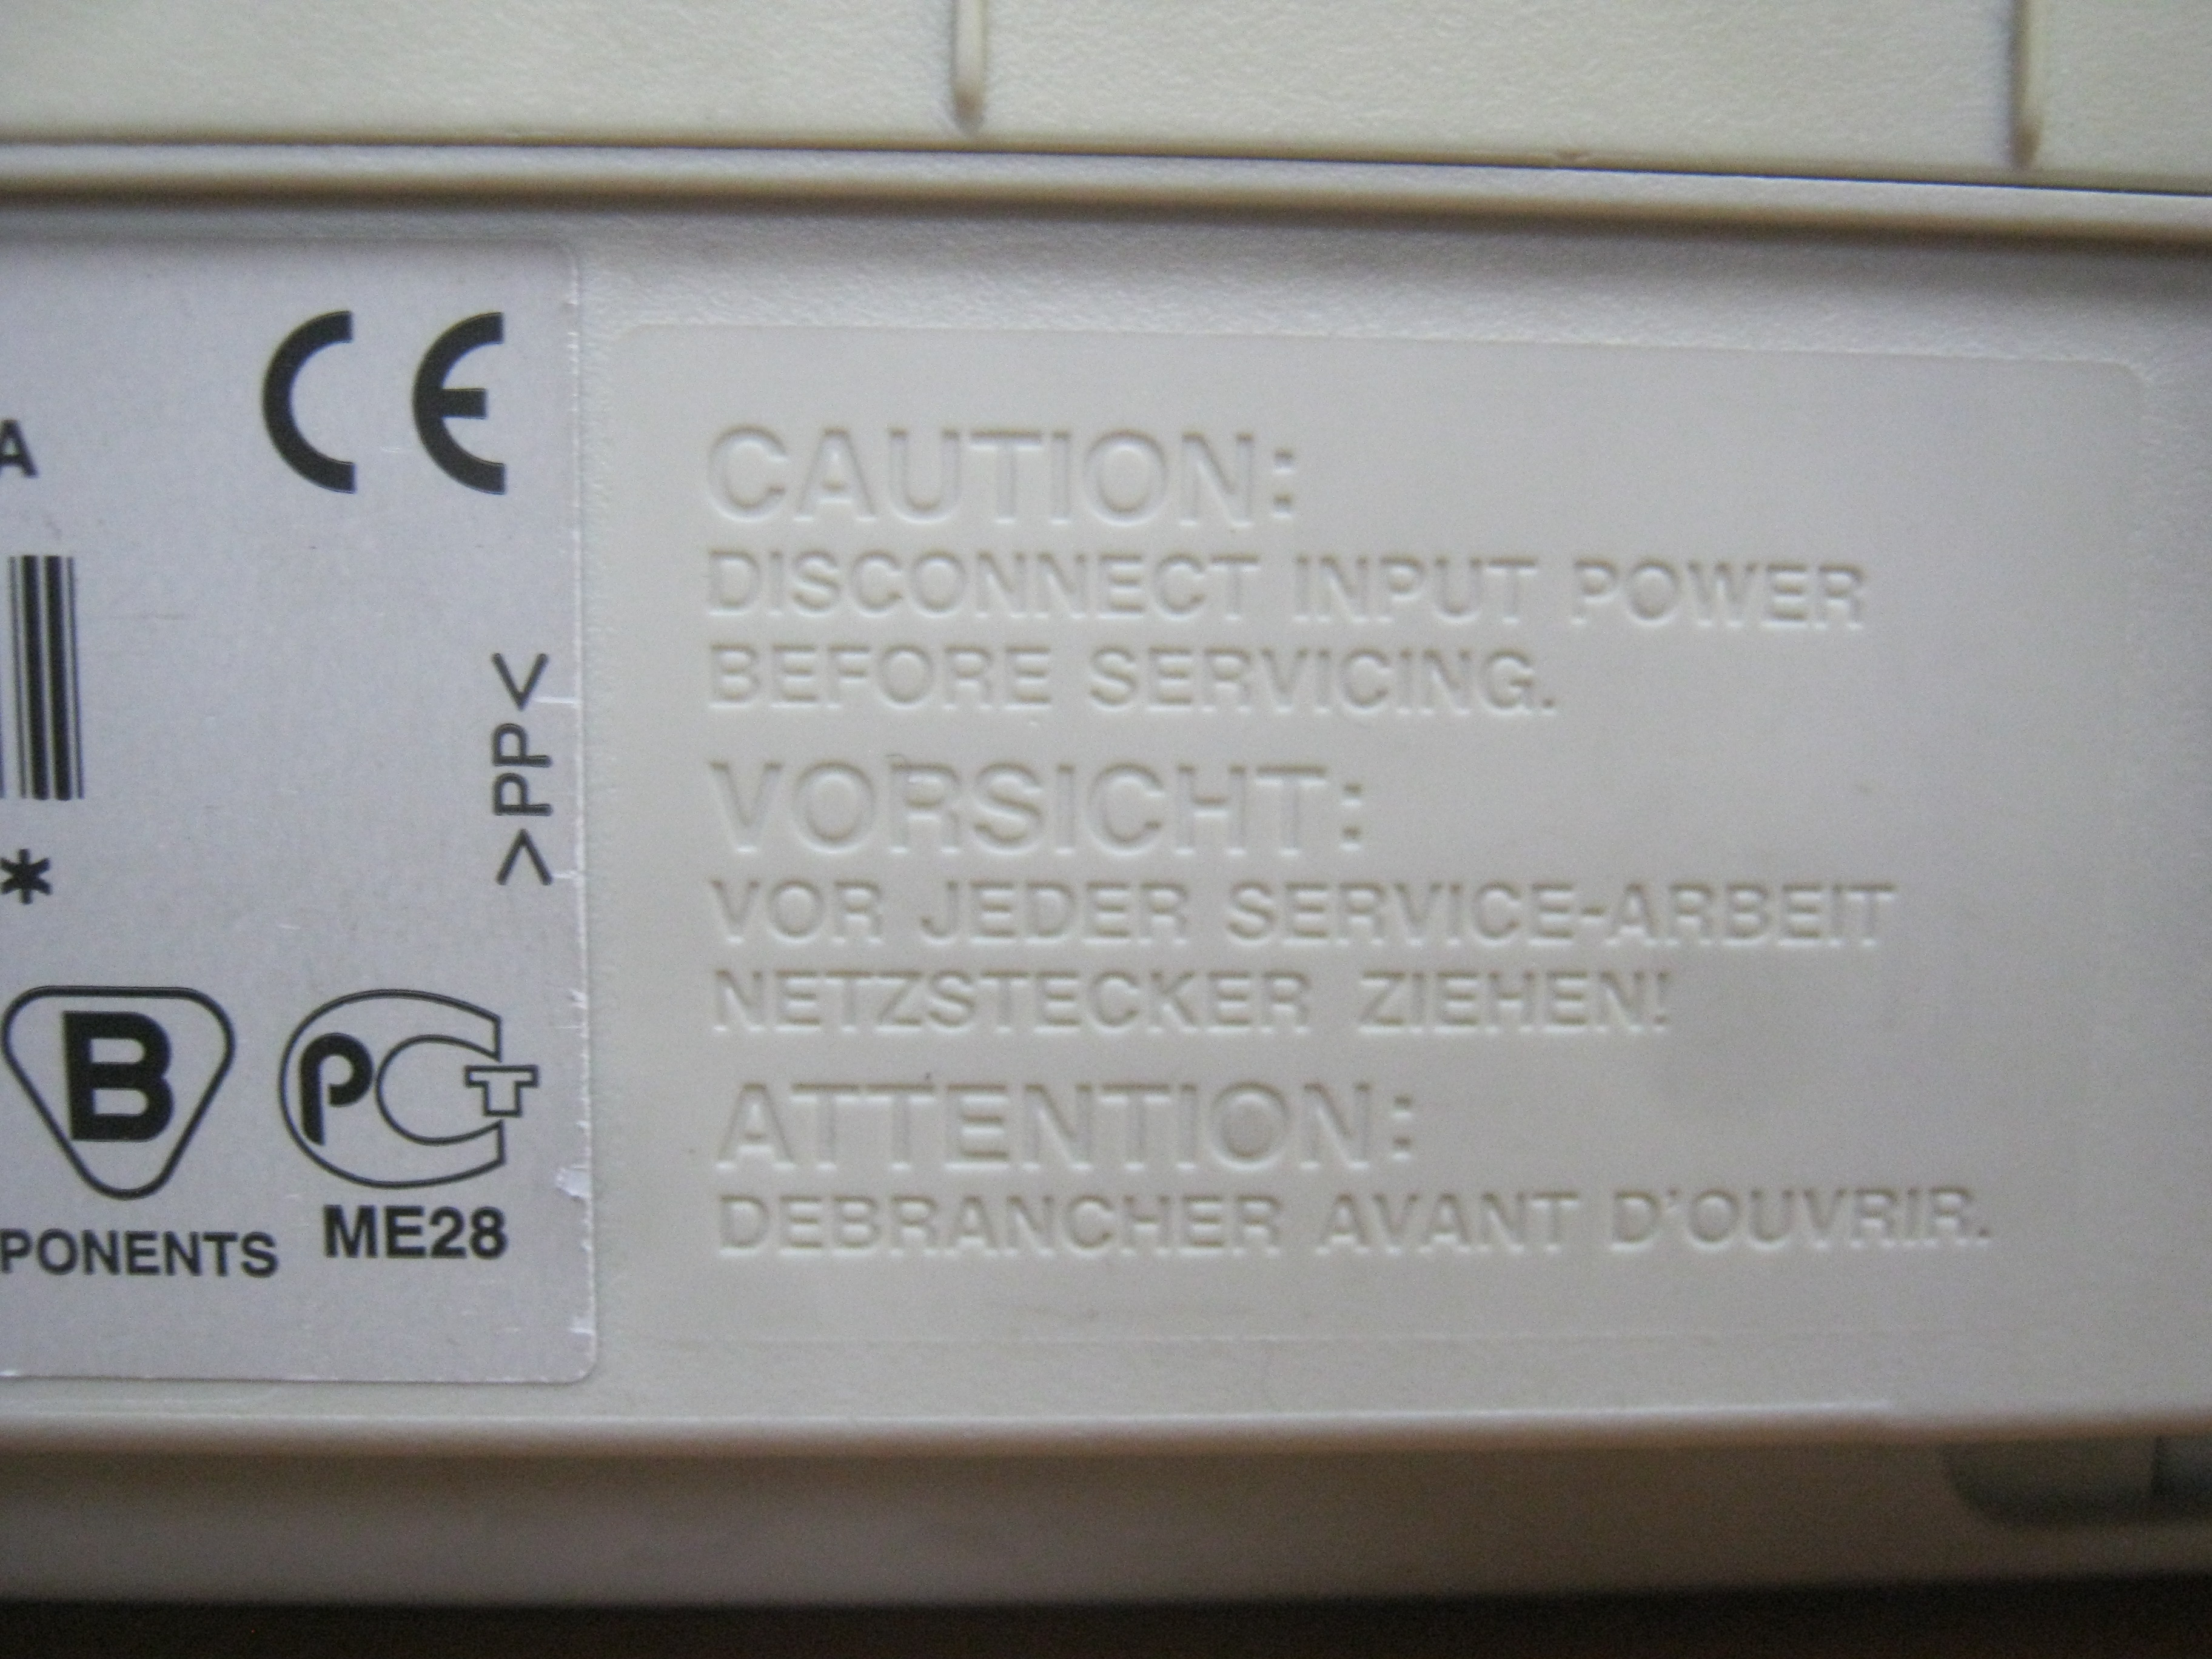 A
CE
>PP<
*
B
PCT
ME28
PONENTS
CAUTION:
DISCONNECT INPUT POWER
BEFORE SERVICING.
VORSICHT:
VOR JEDER SERVICE-ARBEIT
NETZSTECKER ZIEHEN!
ATTENTION:
DEBRANCHER AVANT D'OUVRIR.